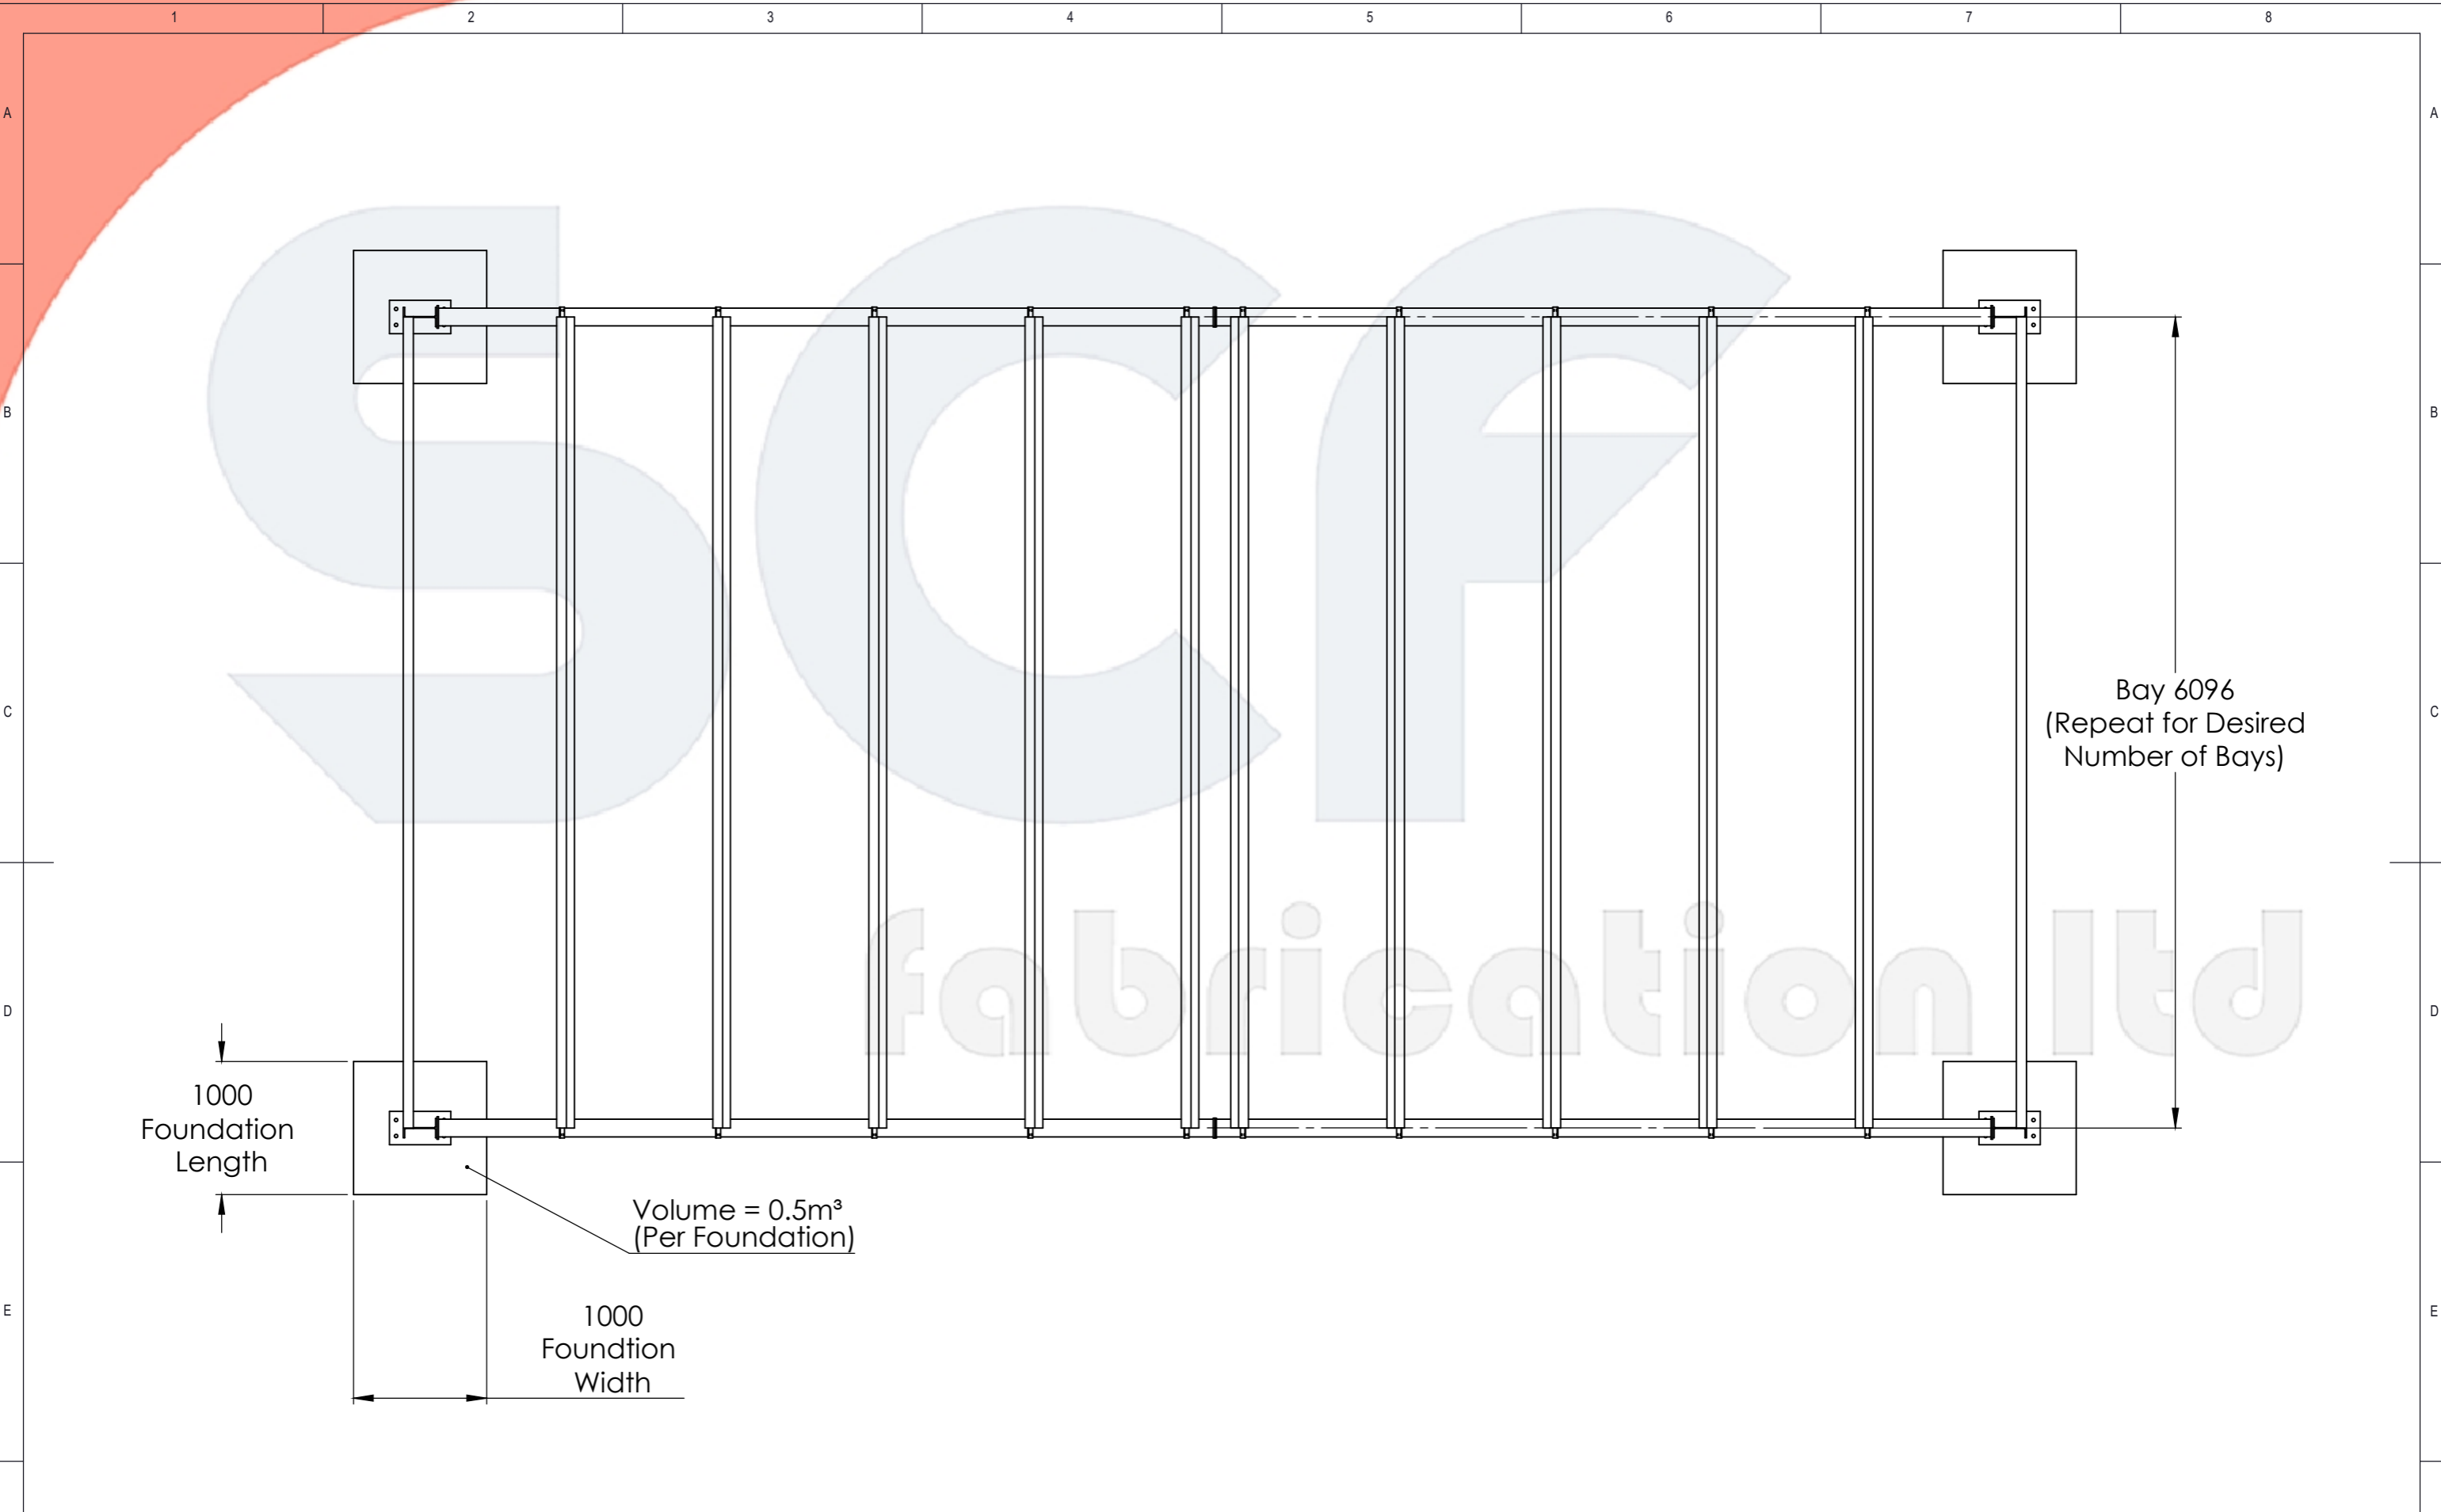 1 2 3 4 5 6 7 8
A A
B B
SCF
Bay 6096
(Repeat for Desired
Number of Bays)
C C
fabrication ltd
D D
1000
Foundation
Length
Volume = 0.5m³
(Per Foundation)
1000
Foundtion
Width
E E